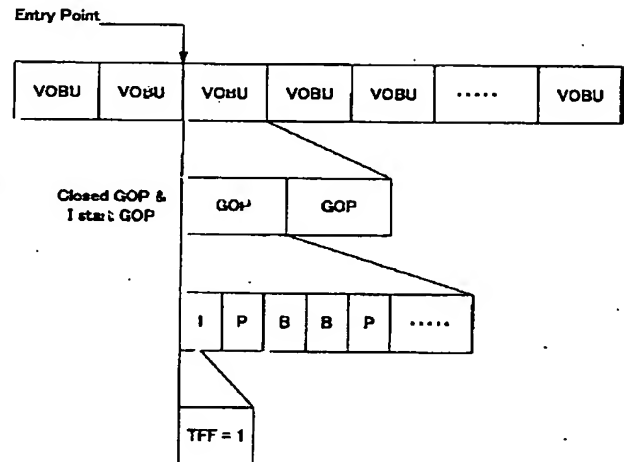 Entry Point
VOBU VOBU VOBU VOBU VOBU ..... VOBU
Closed GOP &
I start GOP
GOP GOP
I P B B P .....
TFF = 1